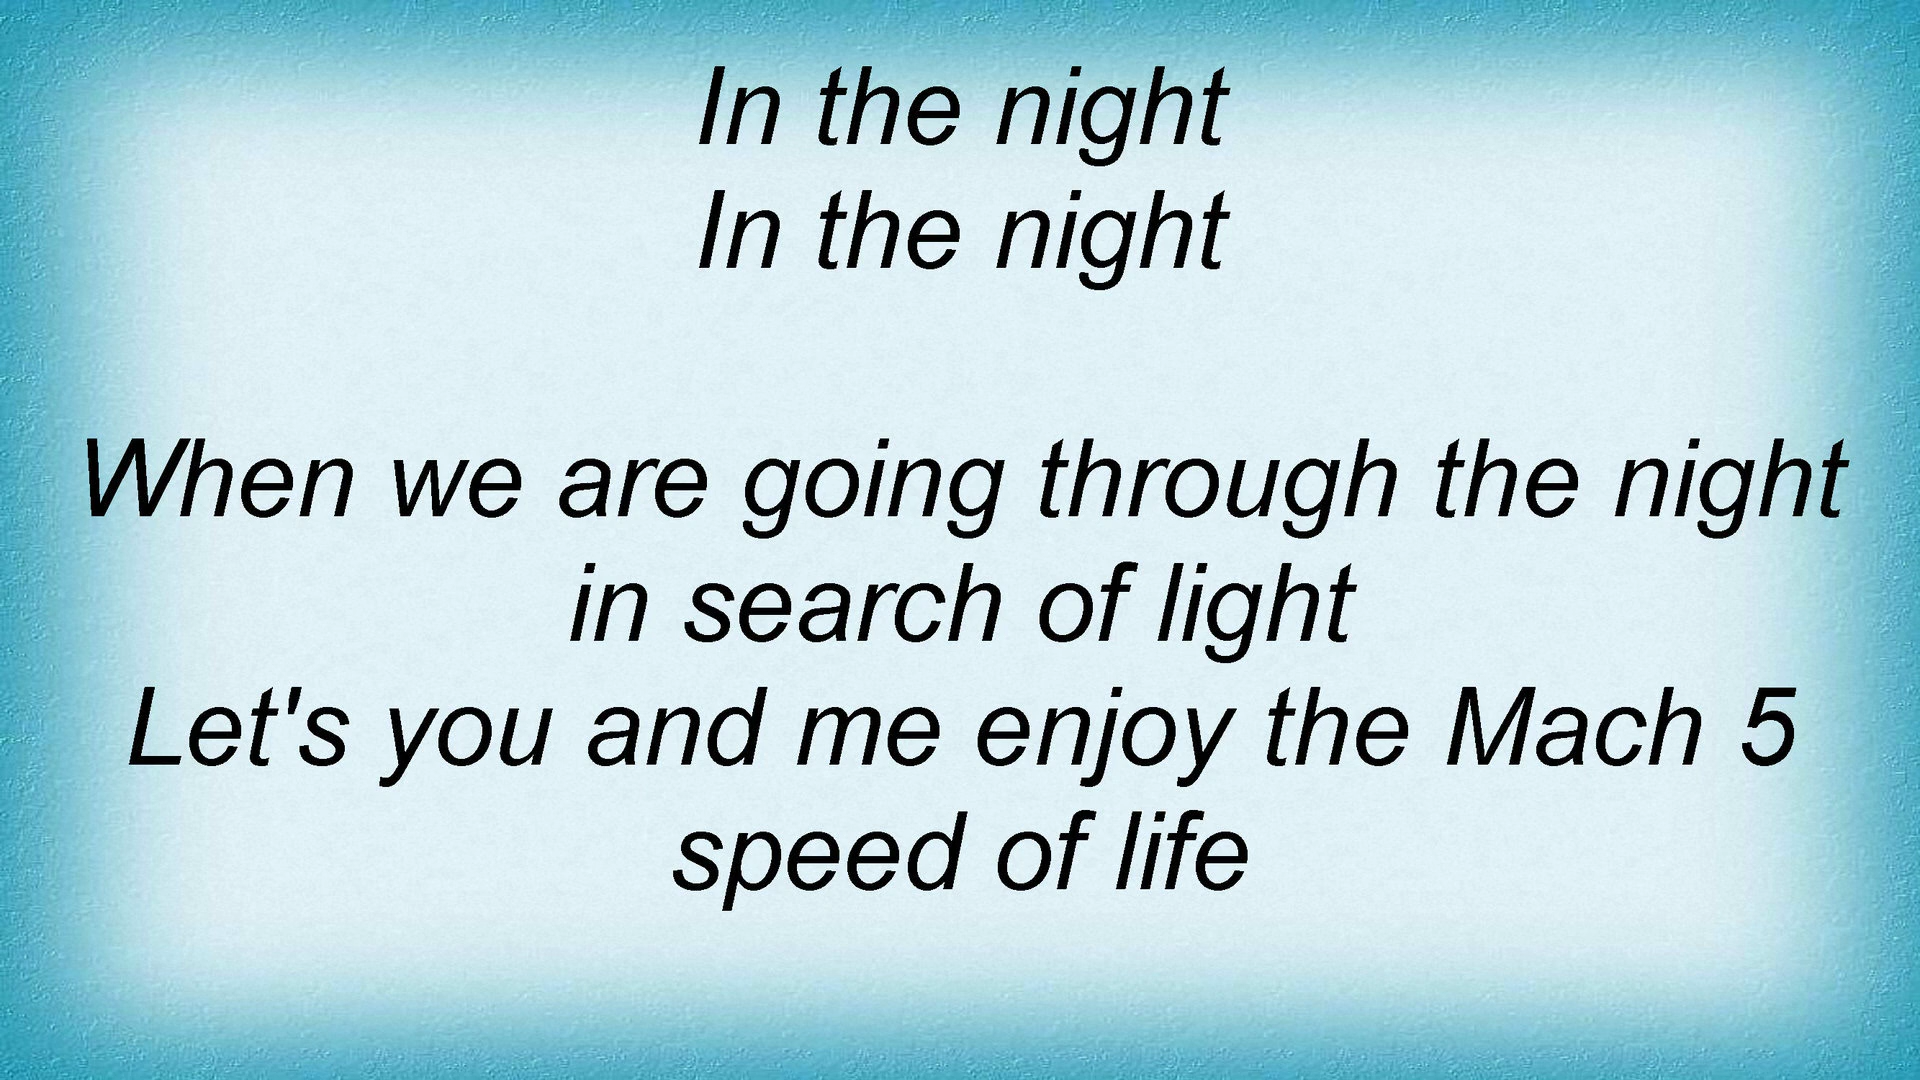 In the night
In the night
When we are going through the night
in search of light
Let's you and me enjoy the Mach 5
speed of life